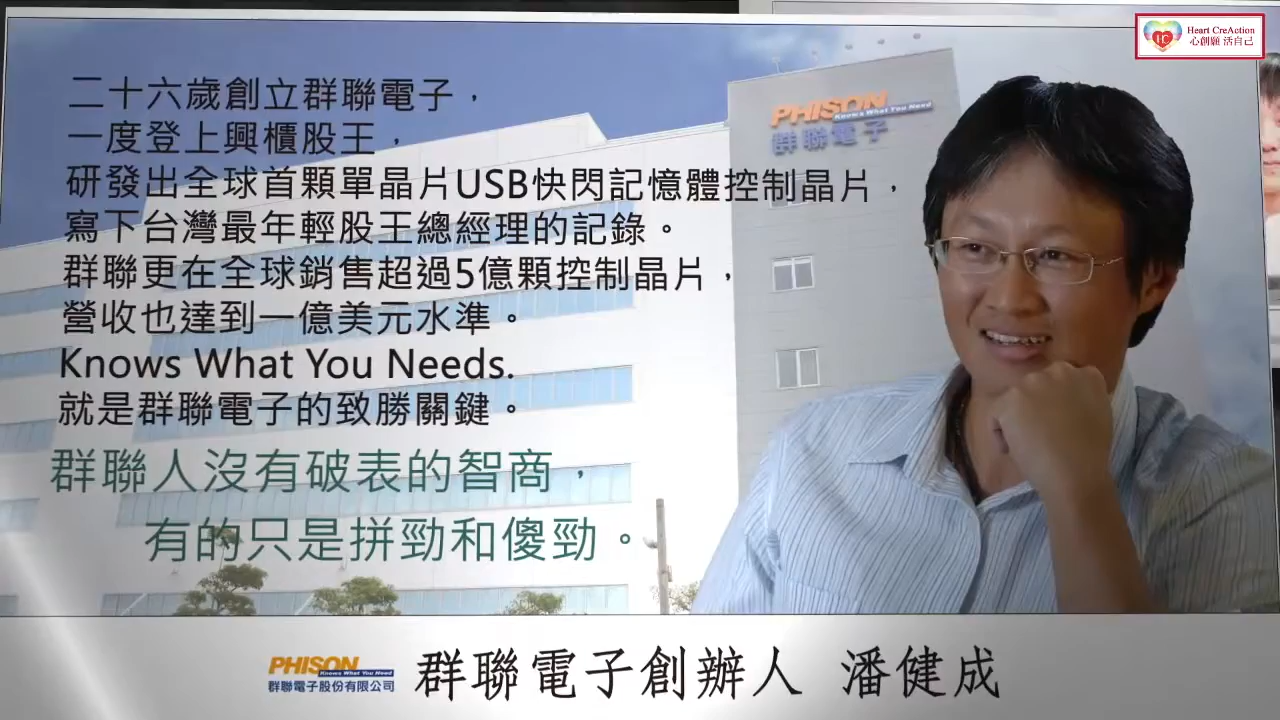 Heart CreAction
心創願 活自己
PHISON
Knows What You Need
群聯電子
二十六歲創立群聯電子，
一度登上興櫃股王，
研發出全球首顆單晶片USB快閃記憶體控制晶片，
寫下台灣最年輕股王總經理的記錄。
群聯更在全球銷售超過5億顆控制晶片，
營收也達到一億美元水準。
Knows What You Needs.
就是群聯電子的致勝關鍵。
群聯人沒有破表的智商，
有的只是拼勁和傻勁。
PHISON
Knows What You Need
群聯電子股份有限公司
群聯電子創辦人 潘健成